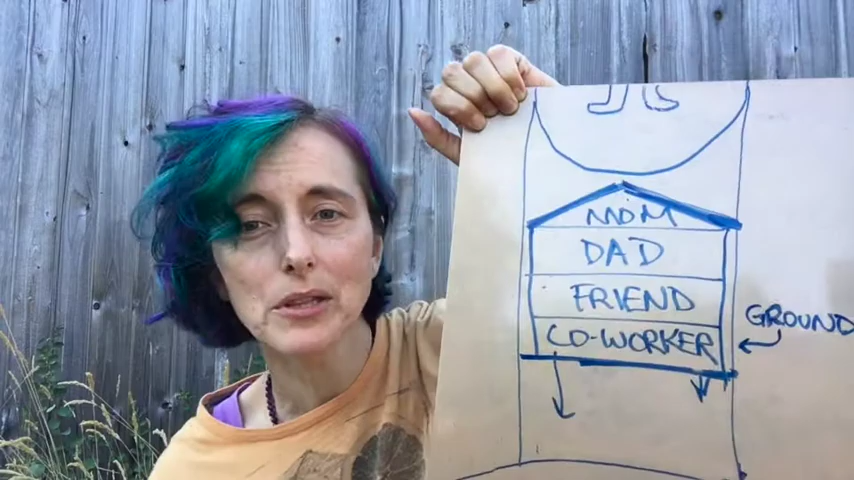 MOM
DAD
FRIEND
CO-WORKER
GROUND